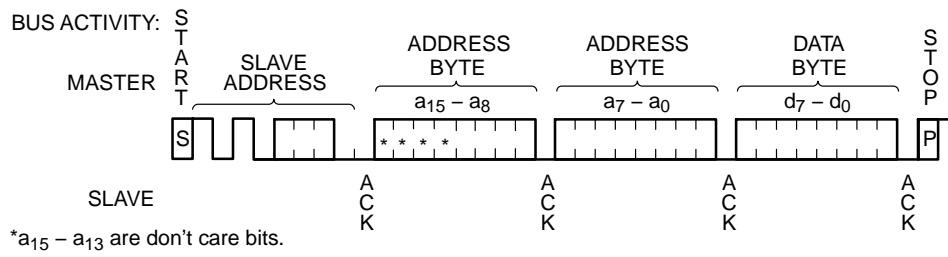 BUS ACTIVITY:
MASTER
START
SLAVE ADDRESS
ADDRESS BYTE
a15 – a8
ADDRESS BYTE
a7 – a0
DATA BYTE
d7 – d0
STOP
S
* * * *
P
SLAVE
ACK
ACK
ACK
ACK
*a15 – a13 are don't care bits.